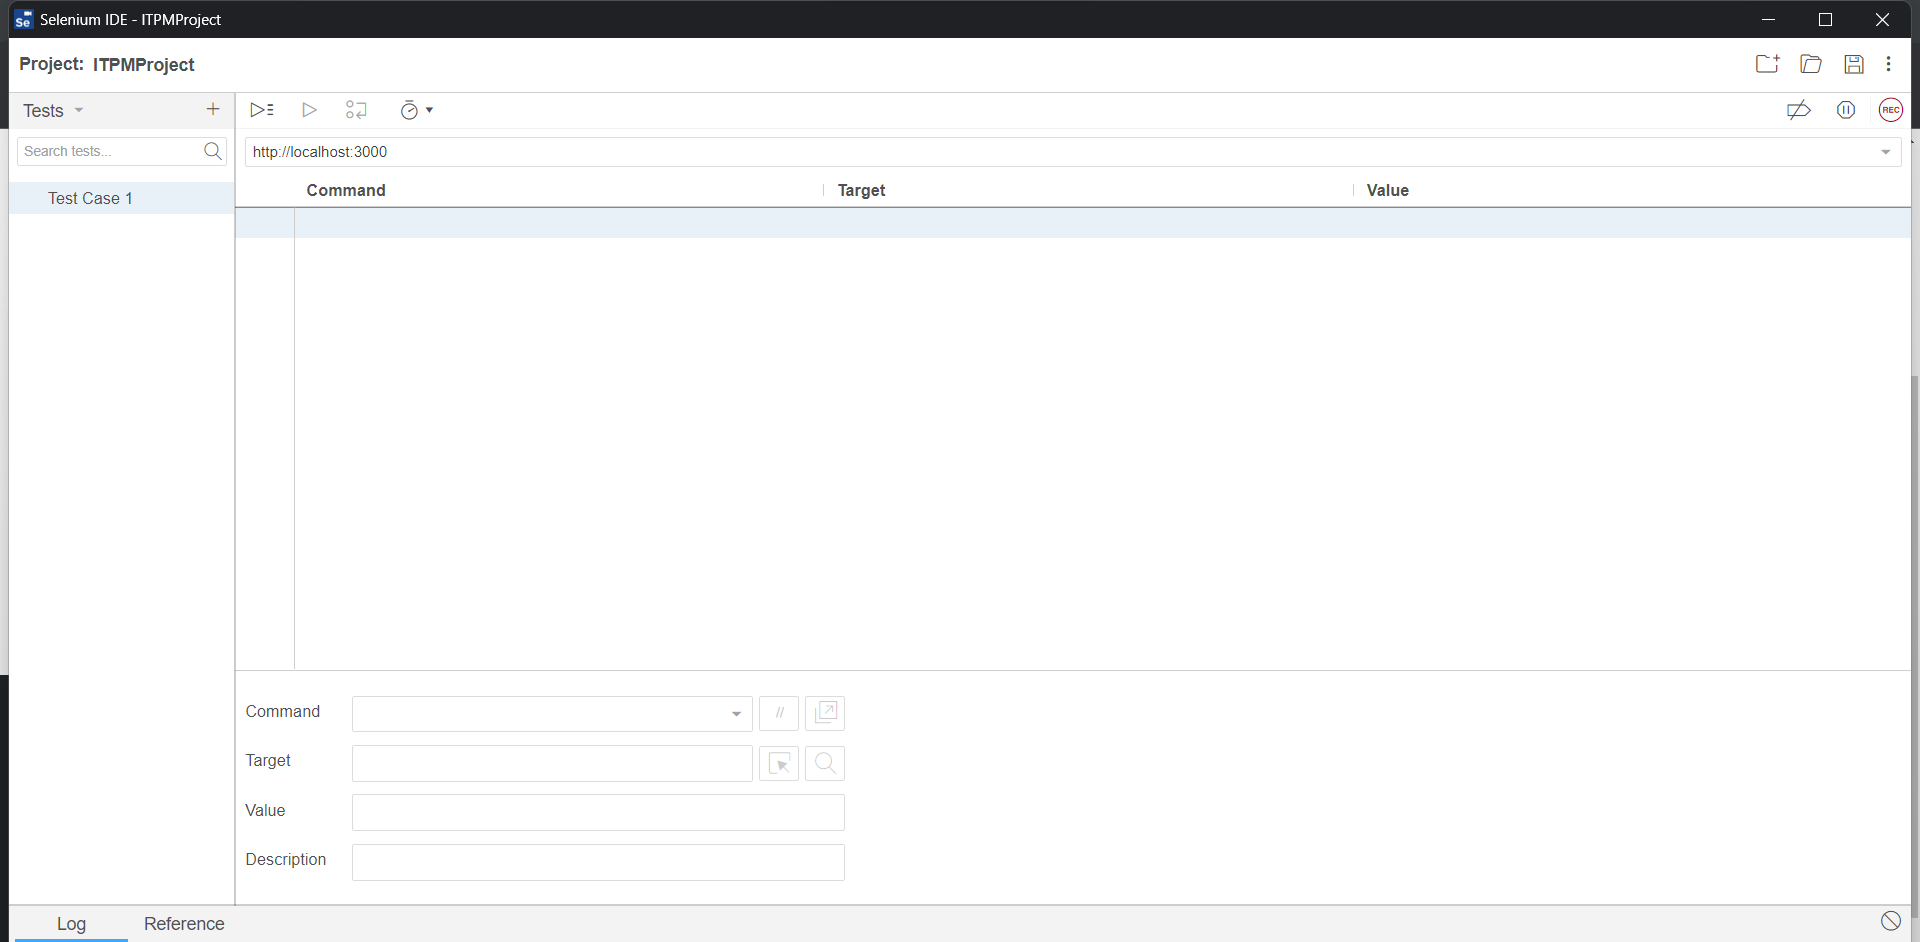 Se Selenium IDE - ITPMProject
Project: ITPMProject
Tests
REC
Search tests...
http://localhost:3000
Test Case 1
Command Target Value
Command //
Target
Value
Description
Log Reference